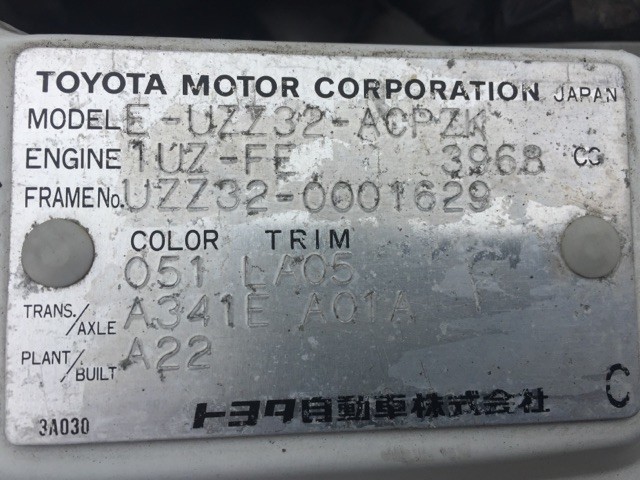 TOYOTA MOTOR CORPORATION JAPAN
MODEL E-UZZ32-ACPZK
ENGINE 1UZ-FE 3968 CC
FRAME No. UZZ32-0001629
COLOR TRIM
051 LA05
TRANS./AXLE A341E A01A
PLANT/BUILT A22
3A030 トヨタ自動車株式会社 C